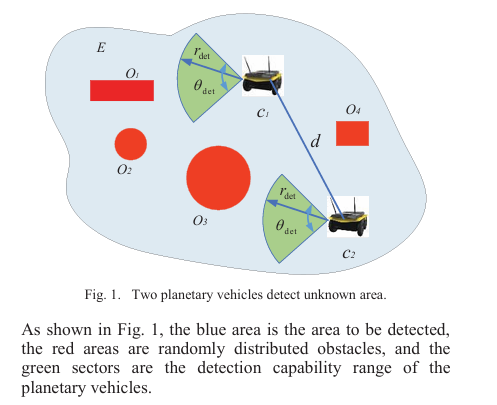 E
r_det
O1
θ_det
C1
O4
d
O2
r_det
O3
θ_det
C2
Fig. 1. Two planetary vehicles detect unknown area.
As shown in Fig. 1, the blue area is the area to be detected,
the red areas are randomly distributed obstacles, and the
green sectors are the detection capability range of the
planetary vehicles.